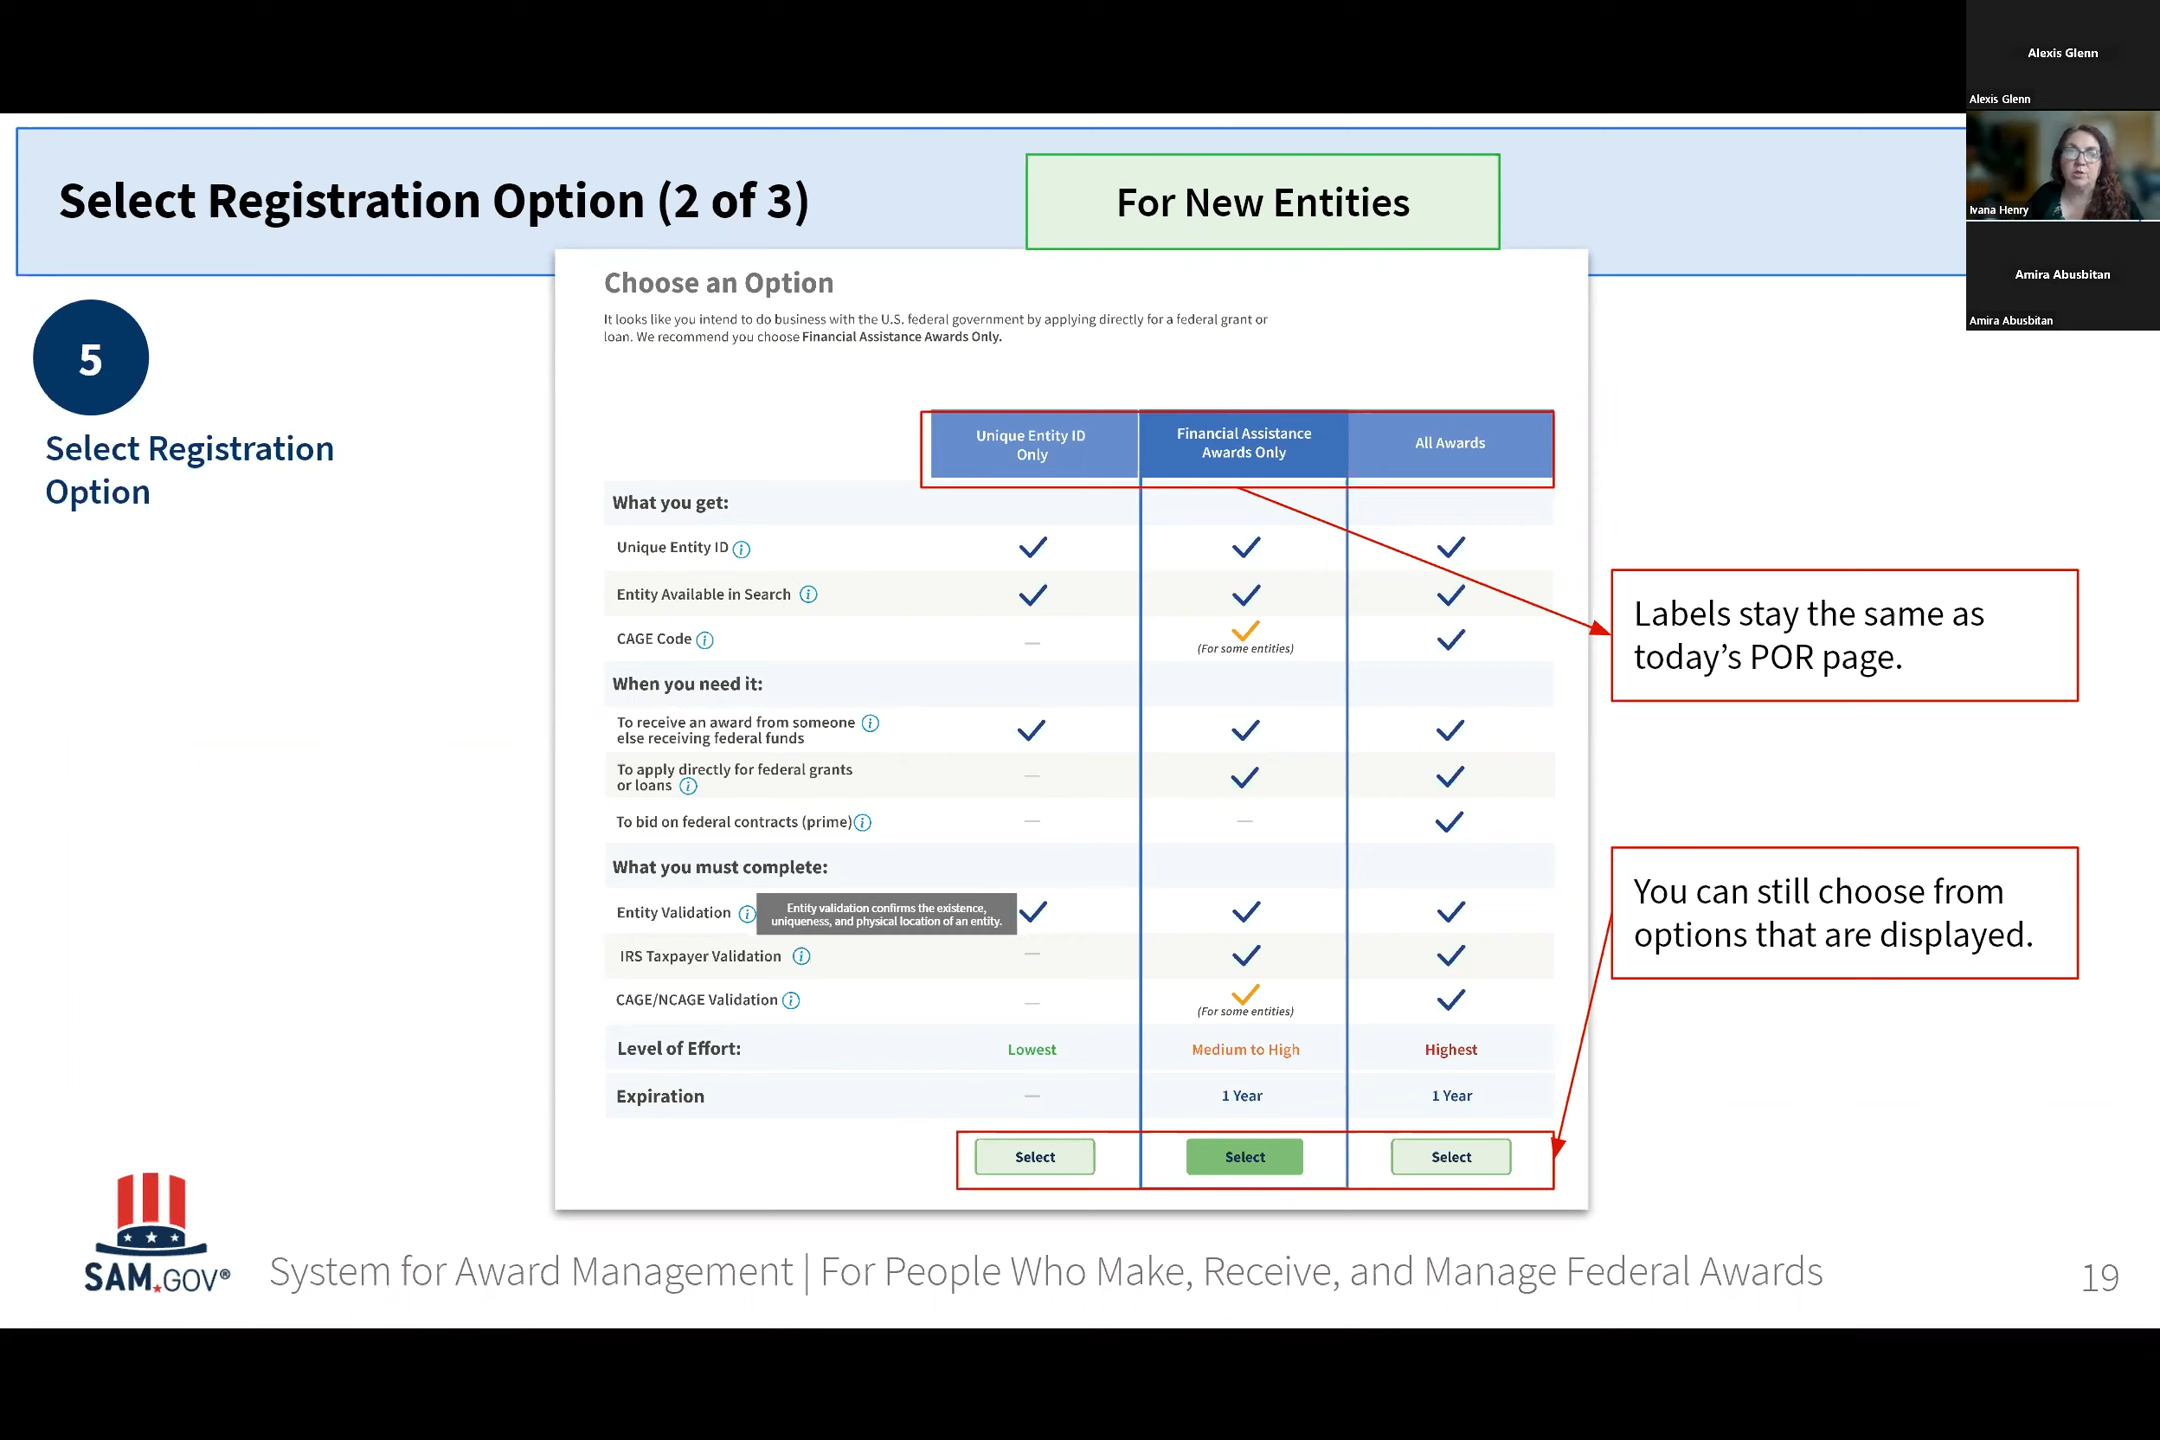 Alexis Glenn
Alexis Glenn
Ivana Henry
Amira Abusbitan
Amira Abusbitan
Select Registration Option (2 of 3)
For New Entities
5
Select Registration
Option
Choose an Option
It looks like you intend to do business with the U.S. federal government by applying directly for a federal grant or
loan. We recommend you choose Financial Assistance Awards Only.
Unique Entity ID
Only
Financial Assistance
Awards Only
All Awards
What you get:
Unique Entity ID i
Entity Available in Search i
CAGE Code i
(For some entities)
When you need it:
To receive an award from someone i
else receiving federal funds
To apply directly for federal grants
or loans i
To bid on federal contracts (prime) i
What you must complete:
Entity Validation i
Entity validation confirms the existence,
uniqueness, and physical location of an entity.
IRS Taxpayer Validation i
CAGE/NCAGE Validation i
(For some entities)
Level of Effort: Lowest Medium to High Highest
Expiration — 1 Year 1 Year
Select Select Select
Labels stay the same as
today’s POR page.
You can still choose from
options that are displayed.
SAM.GOV®
System for Award Management | For People Who Make, Receive, and Manage Federal Awards
19